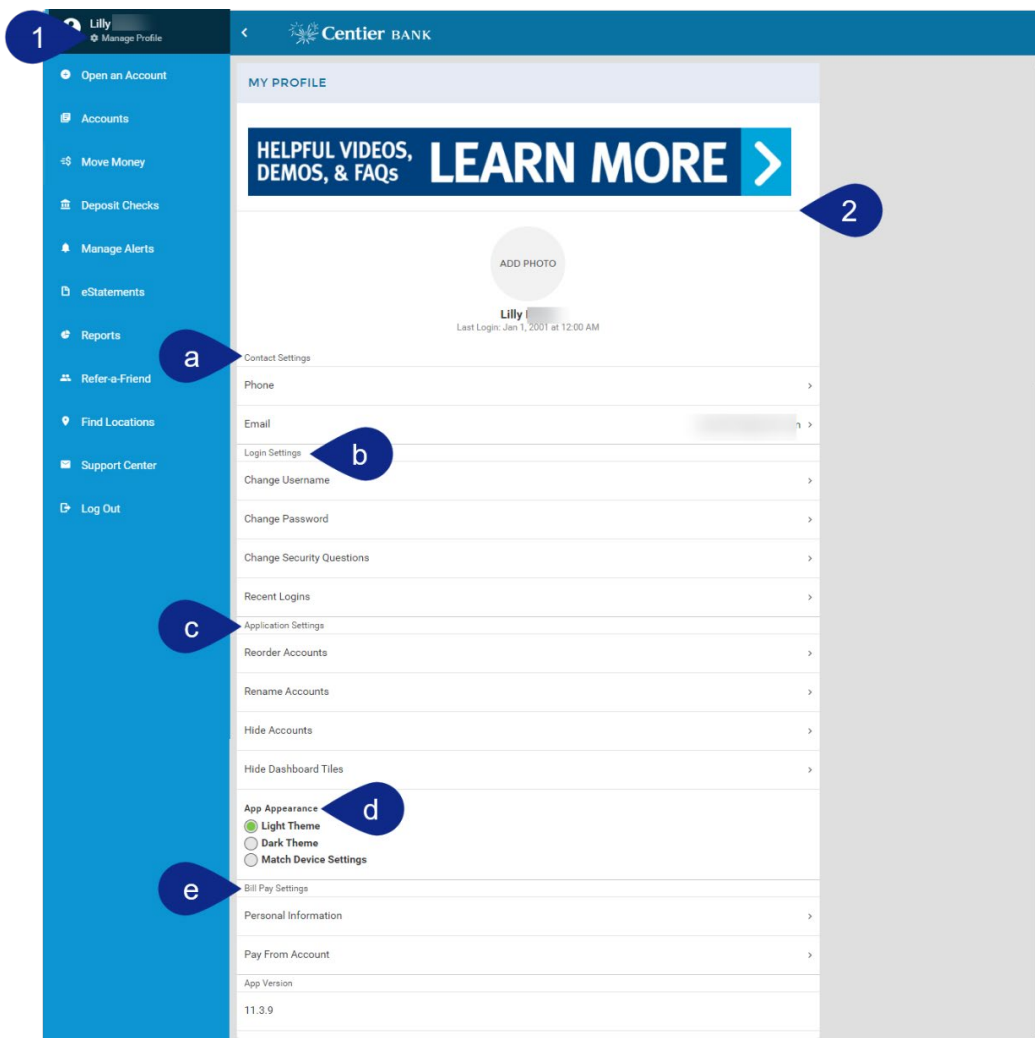 1
Lilly
Manage Profile
Centier BANK
Open an Account
Accounts
Move Money
Deposit Checks
Manage Alerts
eStatements
Reports
Refer-a-Friend
Find Locations
Support Center
Log Out
MY PROFILE
HELPFUL VIDEOS,
DEMOS, & FAQs
LEARN MORE
2
ADD PHOTO
Lilly
Last Login: Jan 1, 2001 at 12:00 AM
a
Contact Settings
Phone
Email
Login Settings
b
Change Username
Change Password
Change Security Questions
Recent Logins
c
Application Settings
Reorder Accounts
Rename Accounts
Hide Accounts
Hide Dashboard Tiles
App Appearance
d
Light Theme
Dark Theme
Match Device Settings
e
Bill Pay Settings
Personal Information
Pay From Account
App Version
11.3.9